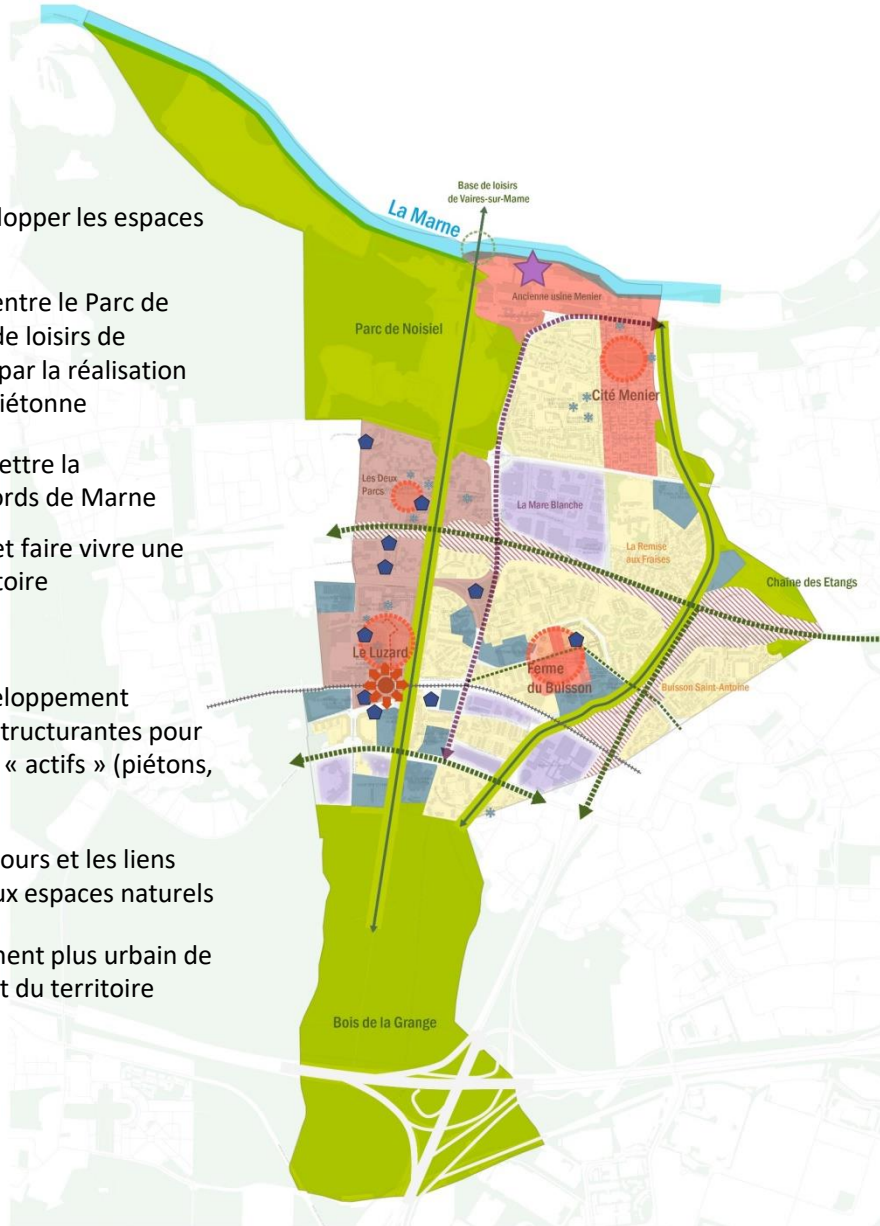 lopper les espaces
entre le Parc de
de loisirs de
par la réalisation
iétonne
ettre la
ords de Marne
et faire vivre une
toire
eloppement
structurantes pour
« actifs » (piétons,
ours et les liens
ux espaces naturels
nent plus urbain de
t du territoire
Base de loisirs
de Vaires-sur-Marne
La Marne
Ancienne usine Menier
Parc de Noisiel
Cité Menier
Les Deux
Parcs
La Mare Blanche
La Remise
aux Fraises
Chaîne des Etangs
Le Luzard
Ferme
du Buisson
Buisson Saint-Antoine
Bois de la Grange